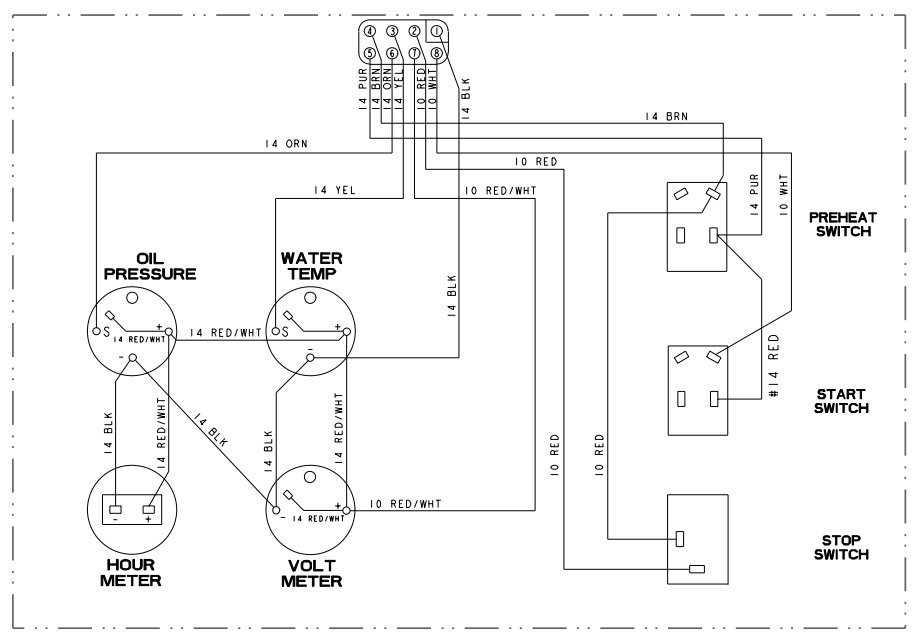 4 3 2 1
5 6 7 8
14 PUR
14 BRN
14 ORN
14 YEL
10 RED
10 WHT
14 BLK
14 BRN
14 ORN
10 RED
14 YEL
10 RED/WHT
14 PUR
10 WHT
PREHEAT
SWITCH
OIL
PRESSURE
WATER
TEMP
14 BLK
S
+
14 RED/WHT
-
14 RED/WHT
S
+
-
#14 RED
START
SWITCH
14 BLK
14 RED/WHT
14 BLK
14 BLK
14 RED/WHT
10 RED
10 RED
- +
-
+
14 RED/WHT
10 RED/WHT
HOUR
METER
VOLT
METER
STOP
SWITCH